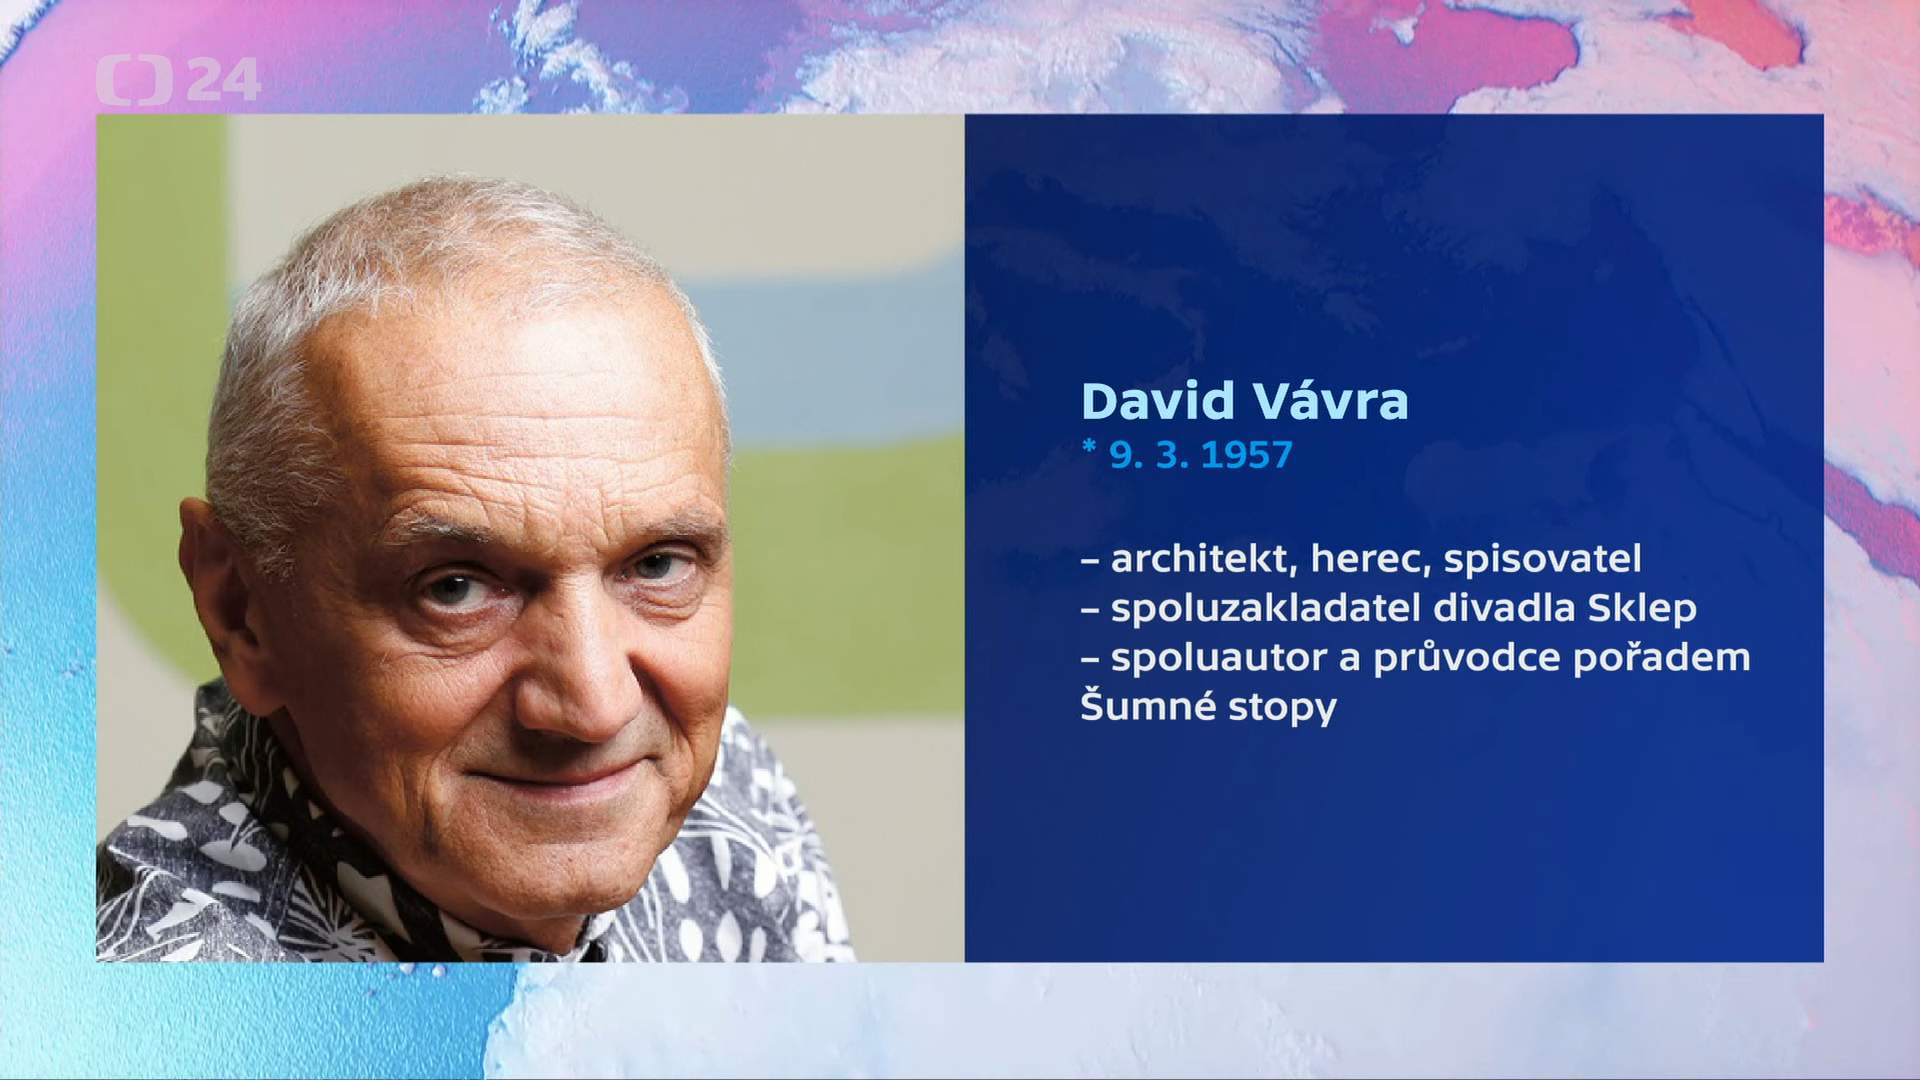 24
David Vávra
* 9. 3. 1957
– architekt, herec, spisovatel
– spoluzakladatel divadla Sklep
– spoluautor a průvodce pořadem
Šumné stopy